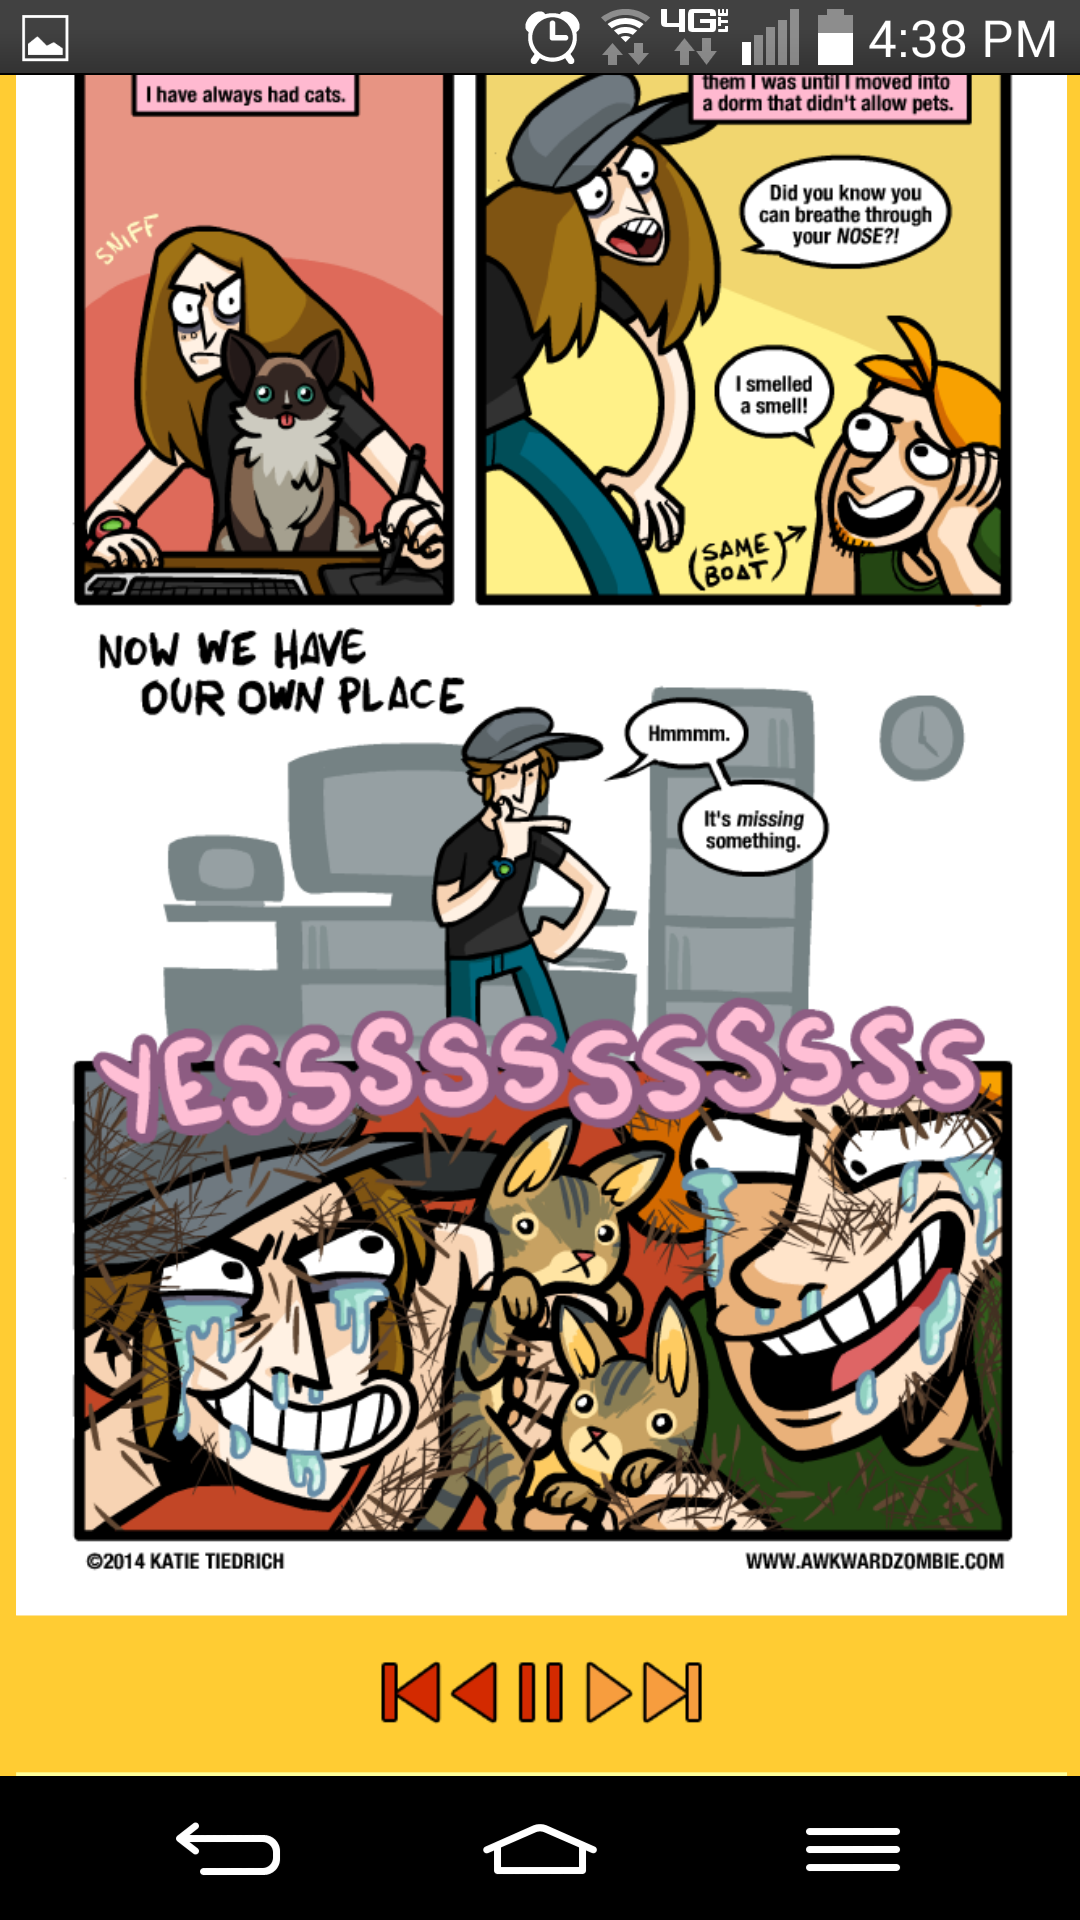 4G LTE 4:38 PM
I have always had cats.
them I was until I moved into
a dorm that didn't allow pets.
SNIFF
Did you know you
can breathe through
your NOSE?!
I smelled
a smell!
(SAME
BOAT)
NOW WE HAVE
OUR OWN PLACE
Hmmmm.
It's missing
something.
YESSSSSSSSSSSS
©2014 KATIE TIEDRICH
WWW.AWKWARDZOMBIE.COM